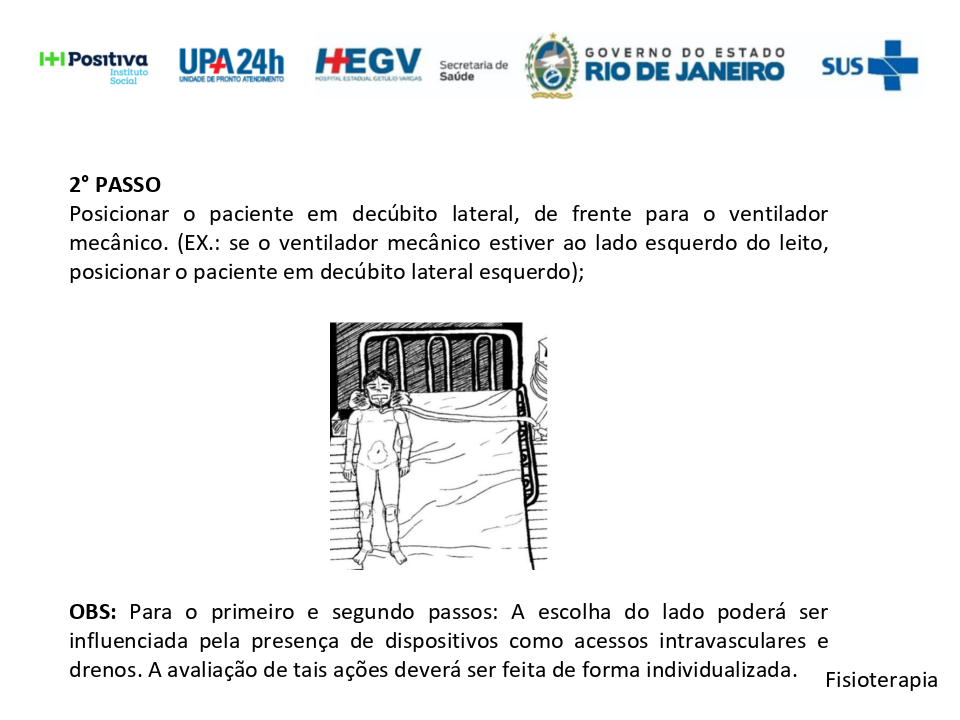 Positiva
Instituto
Social
UPA 24h
UNIDADE DE PRONTO ATENDIMENTO
HEGV
HOSPITAL ESTADUAL GETULIO VARGAS
Secretaria de
Saúde
GOVERNO DO ESTADO
RIO DE JANEIRO
SUS
2° PASSO
Posicionar o paciente em decúbito lateral, de frente para o ventilador
mecânico. (EX.: se o ventilador mecânico estiver ao lado esquerdo do leito,
posicionar o paciente em decúbito lateral esquerdo);
OBS: Para o primeiro e segundo passos: A escolha do lado poderá ser
influenciada pela presença de dispositivos como acessos intravasculares e
drenos. A avaliação de tais ações deverá ser feita de forma individualizada.
Fisioterapia